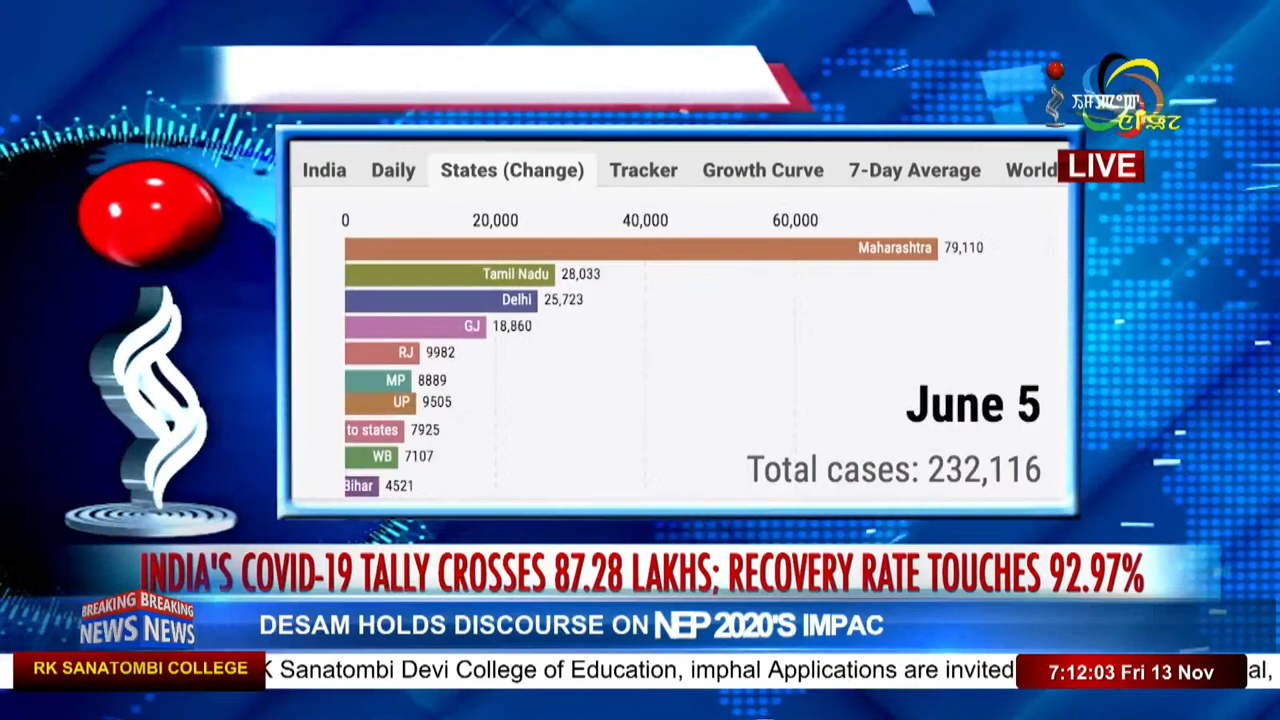 India Daily States (Change) Tracker Growth Curve 7-Day Average World
LIVE
0 20,000 40,000 60,000
Maharashtra 79,110
Tamil Nadu 28,033
Delhi 25,723
GJ 18,860
RJ 9982
MP 8889
UP 9505
to states 7925
WB 7107
Bihar 4521
June 5
Total cases: 232,116
INDIA'S COVID-19 TALLY CROSSES 87.28 LAKHS; RECOVERY RATE TOUCHES 92.97%
BREAKING BREAKING
NEWS NEWS
DESAM HOLDS DISCOURSE ON NEP 2020'S IMPAC
RK SANATOMBI COLLEGE
K Sanatombi Devi College of Education, imphal Applications are invited
7:12:03 Fri 13 Nov
al,